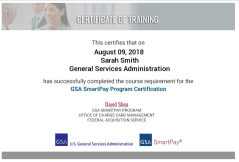 CERTIFICATE OF TRAINING
This certifies that on
August 09, 2018
Sarah Smith
General Services Administration
has successfully completed the course requirement for the
GSA SmartPay Program Certification
David Shea
GSA SMARTPAY PROGRAM
OFFICE OF CHARGE CARD MANAGEMENT
FEDERAL ACQUISITION SERVICE
GSA U.S. General Services Administration
GSA SmartPay®